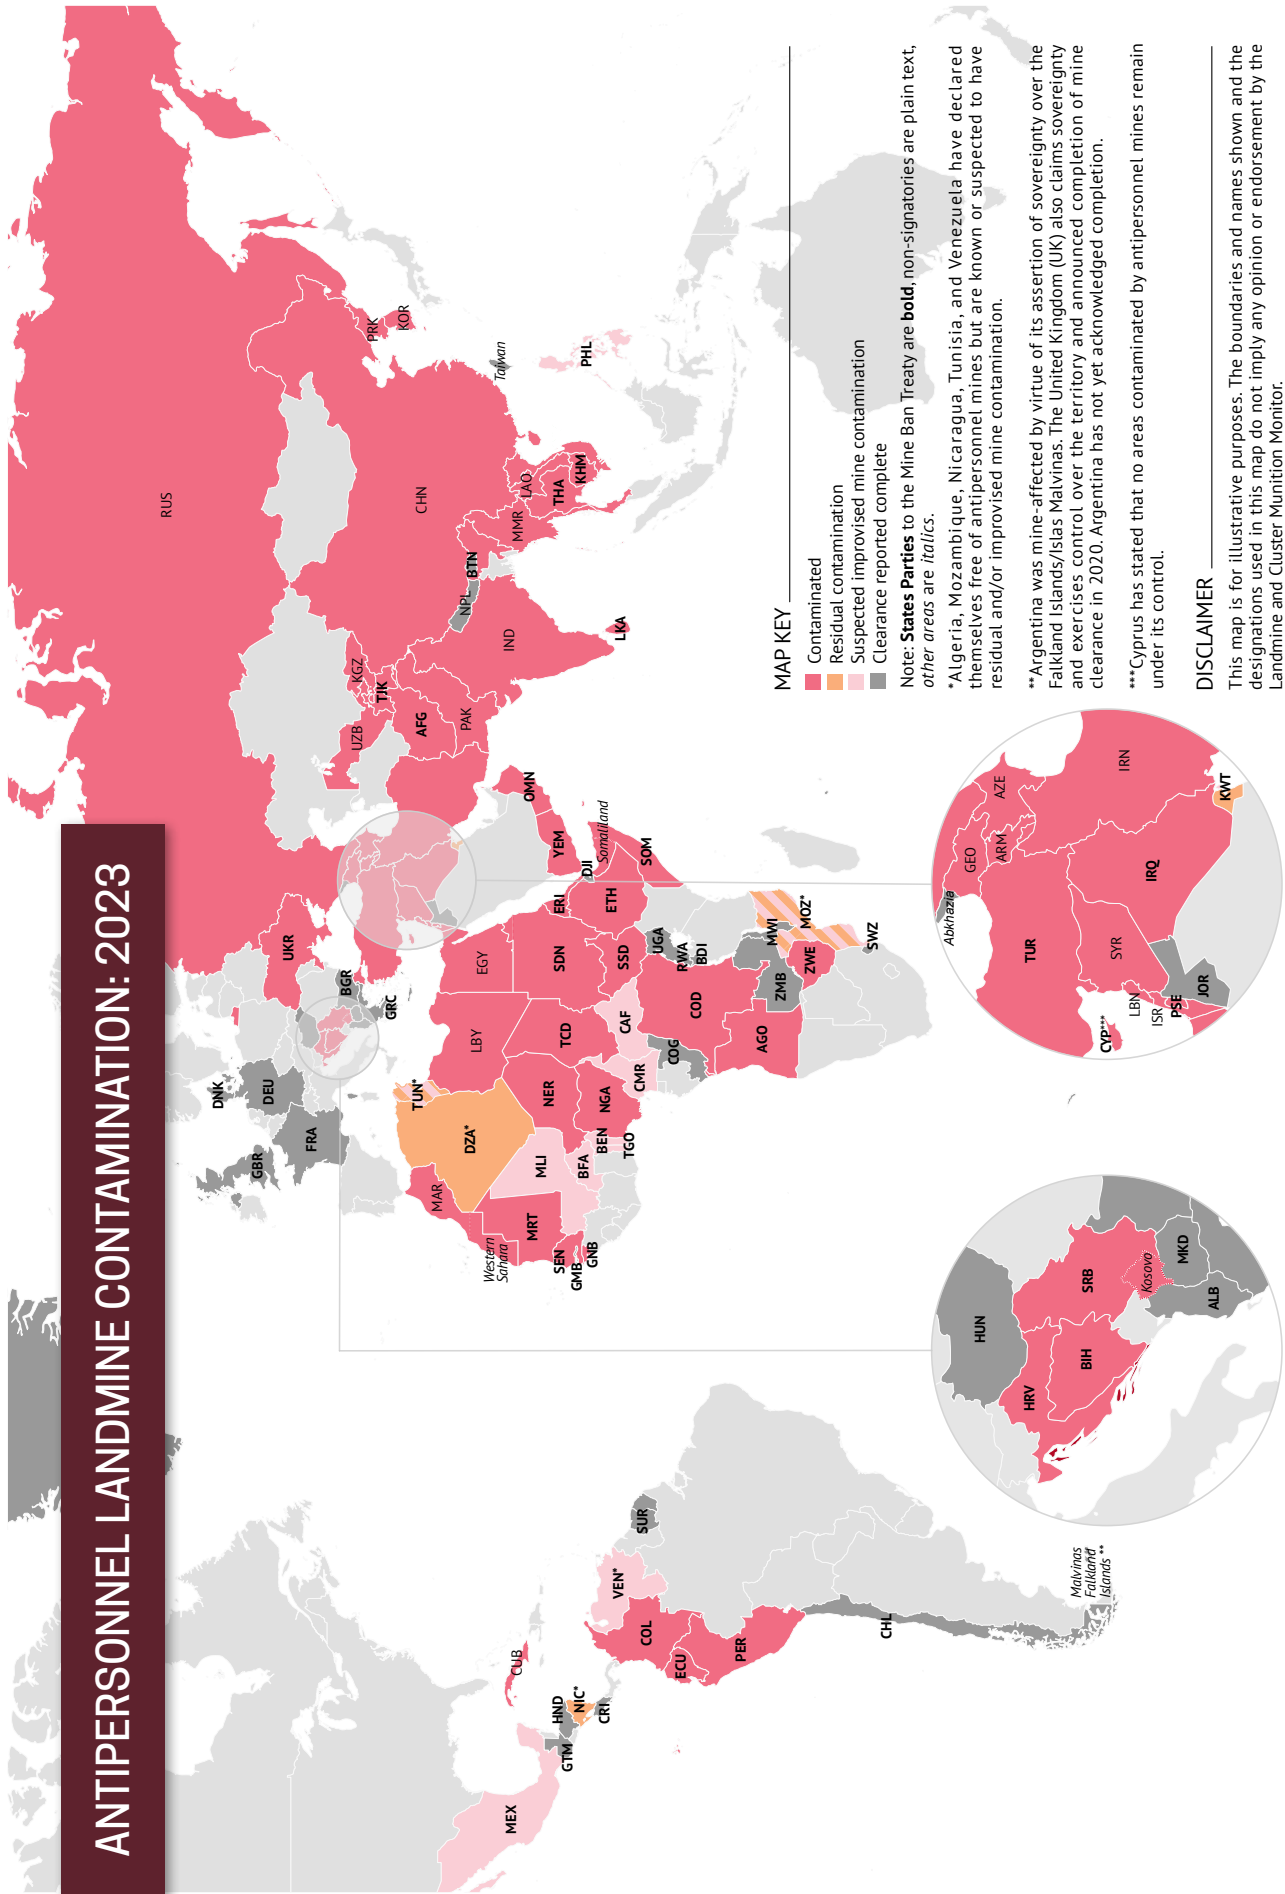 ANTIPERSONNEL LANDMINE CONTAMINATION: 2023
RUS
DNK
GBR
DEU
FRA
UKR
BGR
GRC
UZB
KGZ
TJK
AFG
PAK
CHN
PRK
KOR
Taiwan
PHL
NPL
BTN
IND
LKA
MMR
LAO
THA
KHM
MEX
CUB
GTM
HND
NIC*
CRI
VEN*
COL
ECU
PER
SUR
CHL
Malvinas
Falkland
Islands **
MAR
Western
Sahara
DZA*
TUN*
LBY
EGY
MRT
MLI
NER
TCD
SDN
ERI
YEM
OMN
SEN
GMB
GNB
BFA
BEN
TGO
NGA
CMR
CAF
SSD
ETH
DJI
Somaliland
SOM
COG
COD
UGA
RWA
BDI
AGO
ZMB
MWI
MOZ*
ZWE
SWZ
HUN
HRV
BIH
SRB
Kosovo
MKD
ALB
Abkhazia
GEO
ARM
AZE
TUR
CYP***
SYR
LBN
ISR
PSE
JOR
IRQ
IRN
KWT
MAP KEY
Contaminated
Residual contamination
Suspected improvised mine contamination
Clearance reported complete
Note: States Parties to the Mine Ban Treaty are bold, non-signatories are plain text,
other areas are italics.
*Algeria, Mozambique, Nicaragua, Tunisia, and Venezuela have declared
themselves free of antipersonnel mines but are known or suspected to have
residual and/or improvised mine contamination.
**Argentina was mine-affected by virtue of its assertion of sovereignty over the
Falkland Islands/Islas Malvinas. The United Kingdom (UK) also claims sovereignty
and exercises control over the territory and announced completion of mine
clearance in 2020. Argentina has not yet acknowledged completion.
***Cyprus has stated that no areas contaminated by antipersonnel mines remain
under its control.
DISCLAIMER
This map is for illustrative purposes. The boundaries and names shown and the
designations used in this map do not imply any opinion or endorsement by the
Landmine and Cluster Munition Monitor.